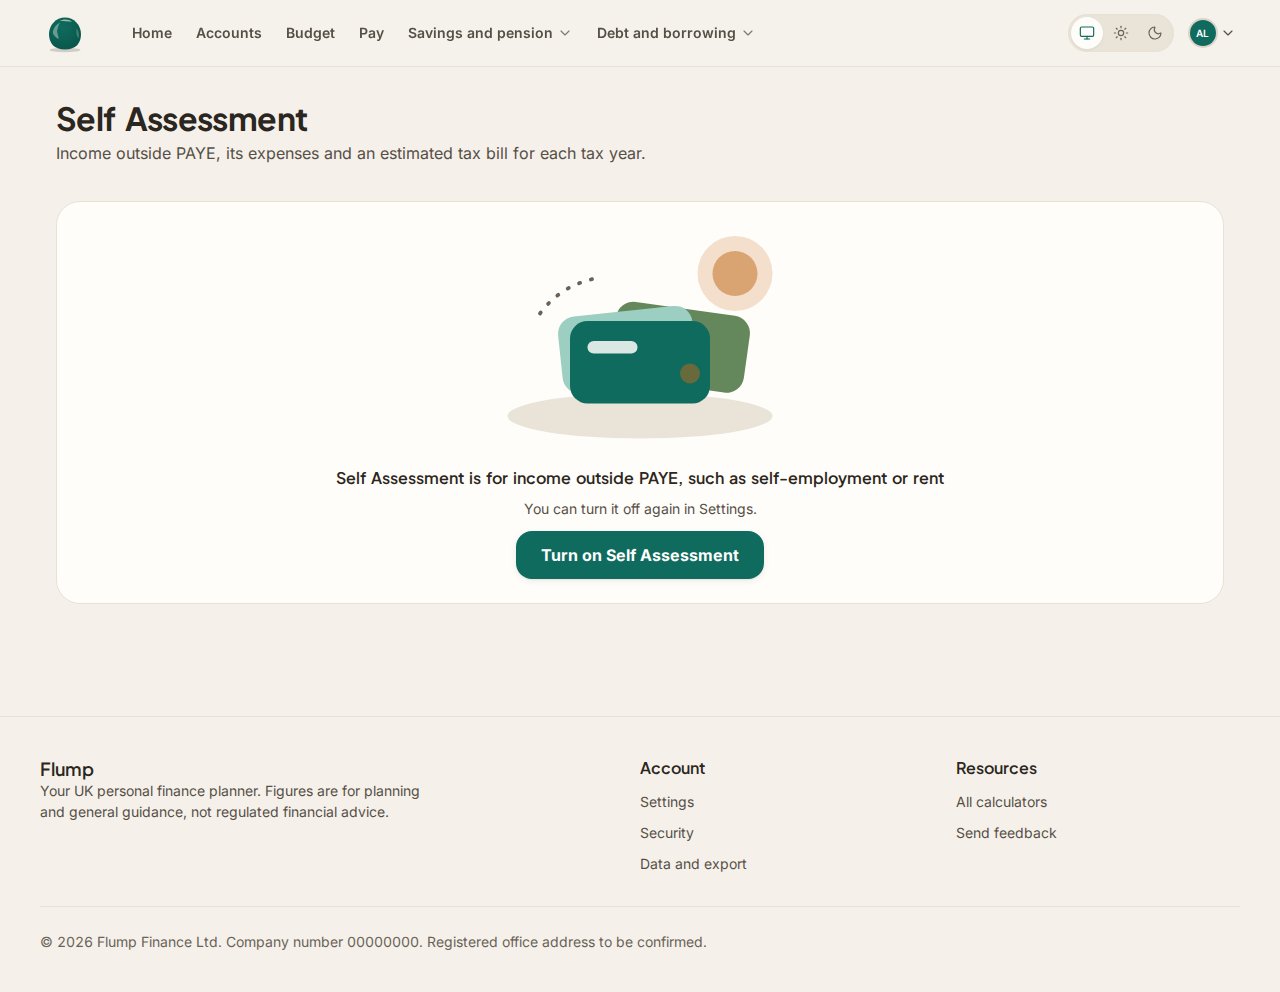 Home
Accounts
Budget
Pay
Savings and pension
Debt and borrowing
AL
Self Assessment
Income outside PAYE, its expenses and an estimated tax bill for each tax year.
Self Assessment is for income outside PAYE, such as self-employment or rent
You can turn it off again in Settings.
Turn on Self Assessment
Flump
Your UK personal finance planner. Figures are for planning
and general guidance, not regulated financial advice.
Account
Settings
Security
Data and export
Resources
All calculators
Send feedback
© 2026 Flump Finance Ltd. Company number 00000000. Registered office address to be confirmed.